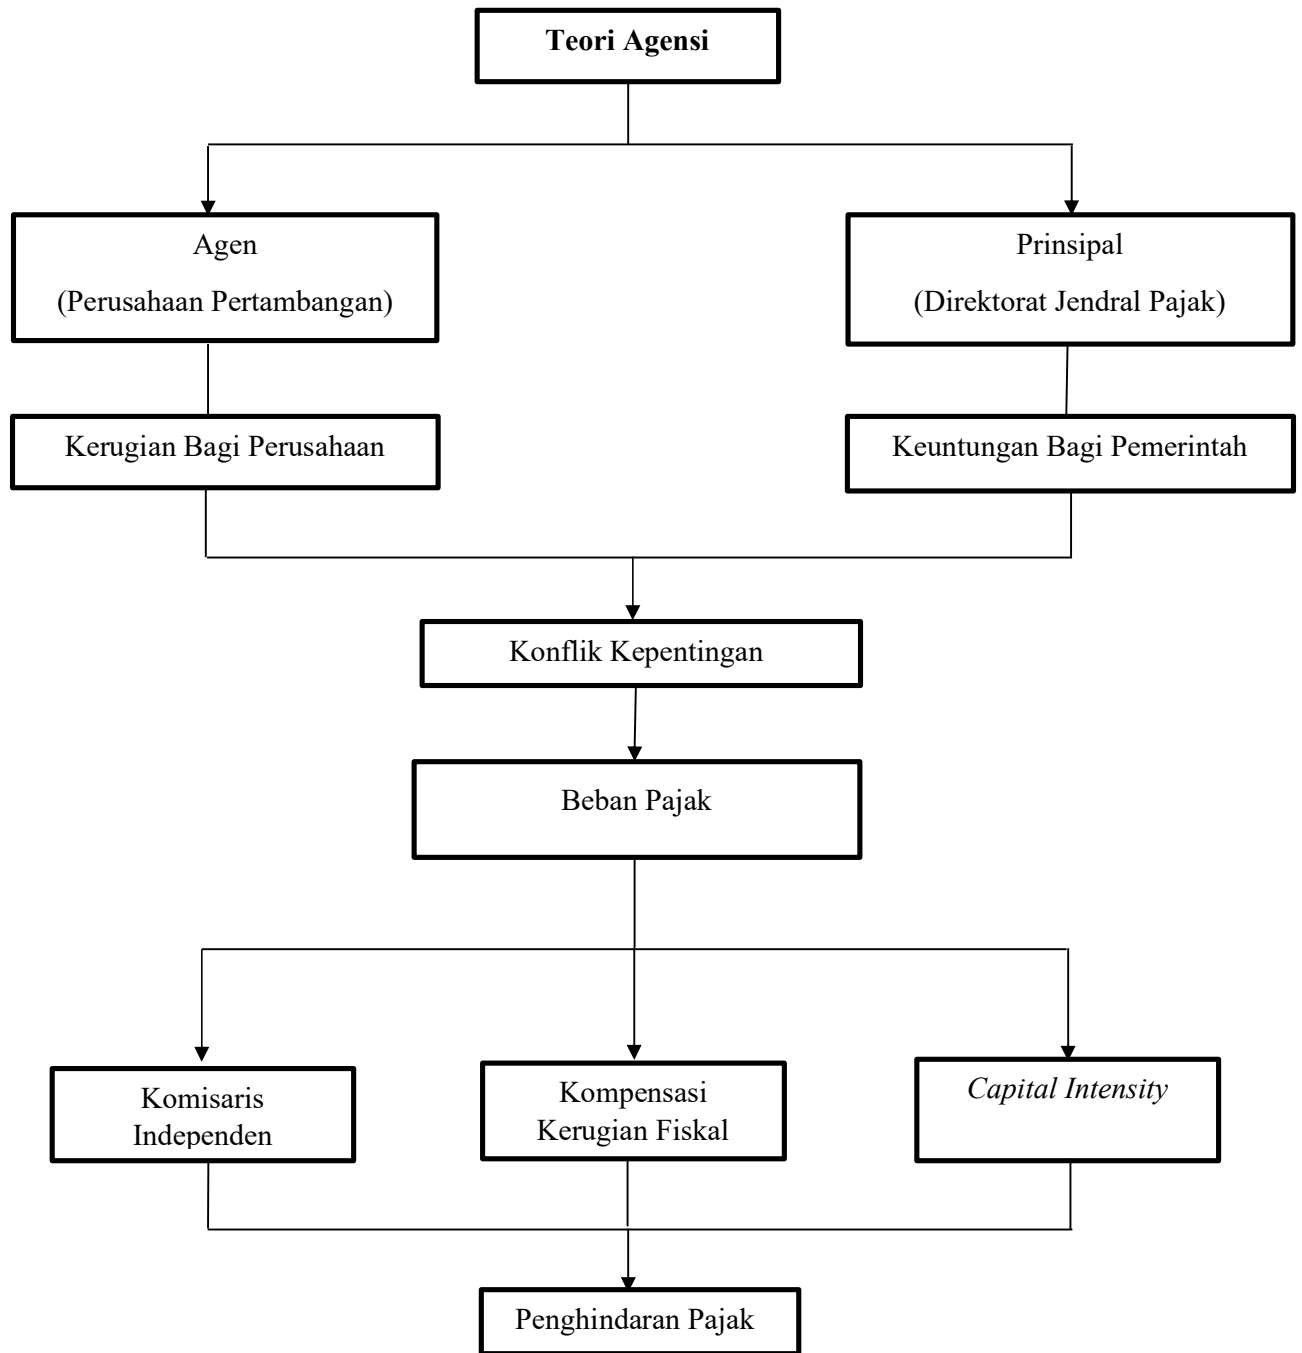 Teori Agensi
Agen
(Perusahaan Pertambangan)
Prinsipal
(Direktorat Jendral Pajak)
Kerugian Bagi Perusahaan
Keuntungan Bagi Pemerintah
Konflik Kepentingan
Beban Pajak
Komisaris
Independen
Kompensasi
Kerugian Fiskal
Capital Intensity
Penghindaran Pajak